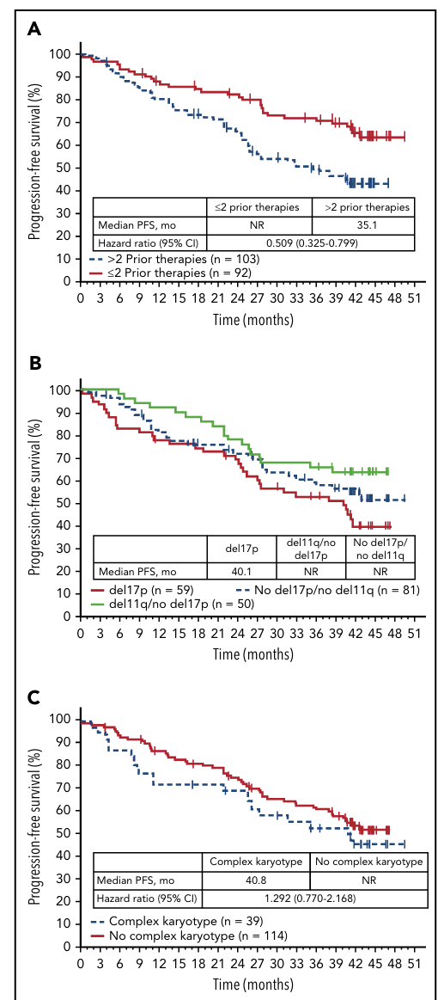 A
Progression-free survival (%)
100
90
80
70
60
50
40
30
20
10
0
≤2 prior therapies >2 prior therapies
Median PFS, mo NR 35.1
Hazard ratio (95% CI) 0.509 (0.325-0.799)
>2 Prior therapies (n = 103)
≤2 Prior therapies (n = 92)
0 3 6 9 12 15 18 21 24 27 30 33 36 39 42 45 48 51
Time (months)
B
Progression-free survival (%)
100
90
80
70
60
50
40
30
20
10
0
del17p del11q/no del17p No del17p/no del11q
Median PFS, mo 40.1 NR NR
del17p (n = 59) No del17p/no del11q (n = 81)
del11q/no del17p (n = 50)
0 3 6 9 12 15 18 21 24 27 30 33 36 39 42 45 48 51
Time (months)
C
Progression-free survival (%)
100
90
80
70
60
50
40
30
20
10
0
Complex karyotype No complex karyotype
Median PFS, mo 40.8 NR
Hazard ratio (95% CI) 1.292 (0.770-2.168)
Complex karyotype (n = 39)
No complex karyotype (n = 114)
0 3 6 9 12 15 18 21 24 27 30 33 36 39 42 45 48 51
Time (months)